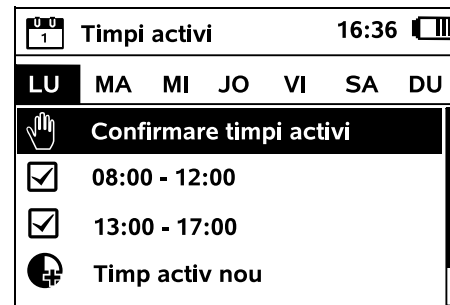 1 Timpi activi 16:36
LU MA MI JO VI SA DU
Confirmare timpi activi
08:00 - 12:00
13:00 - 17:00
Timp activ nou